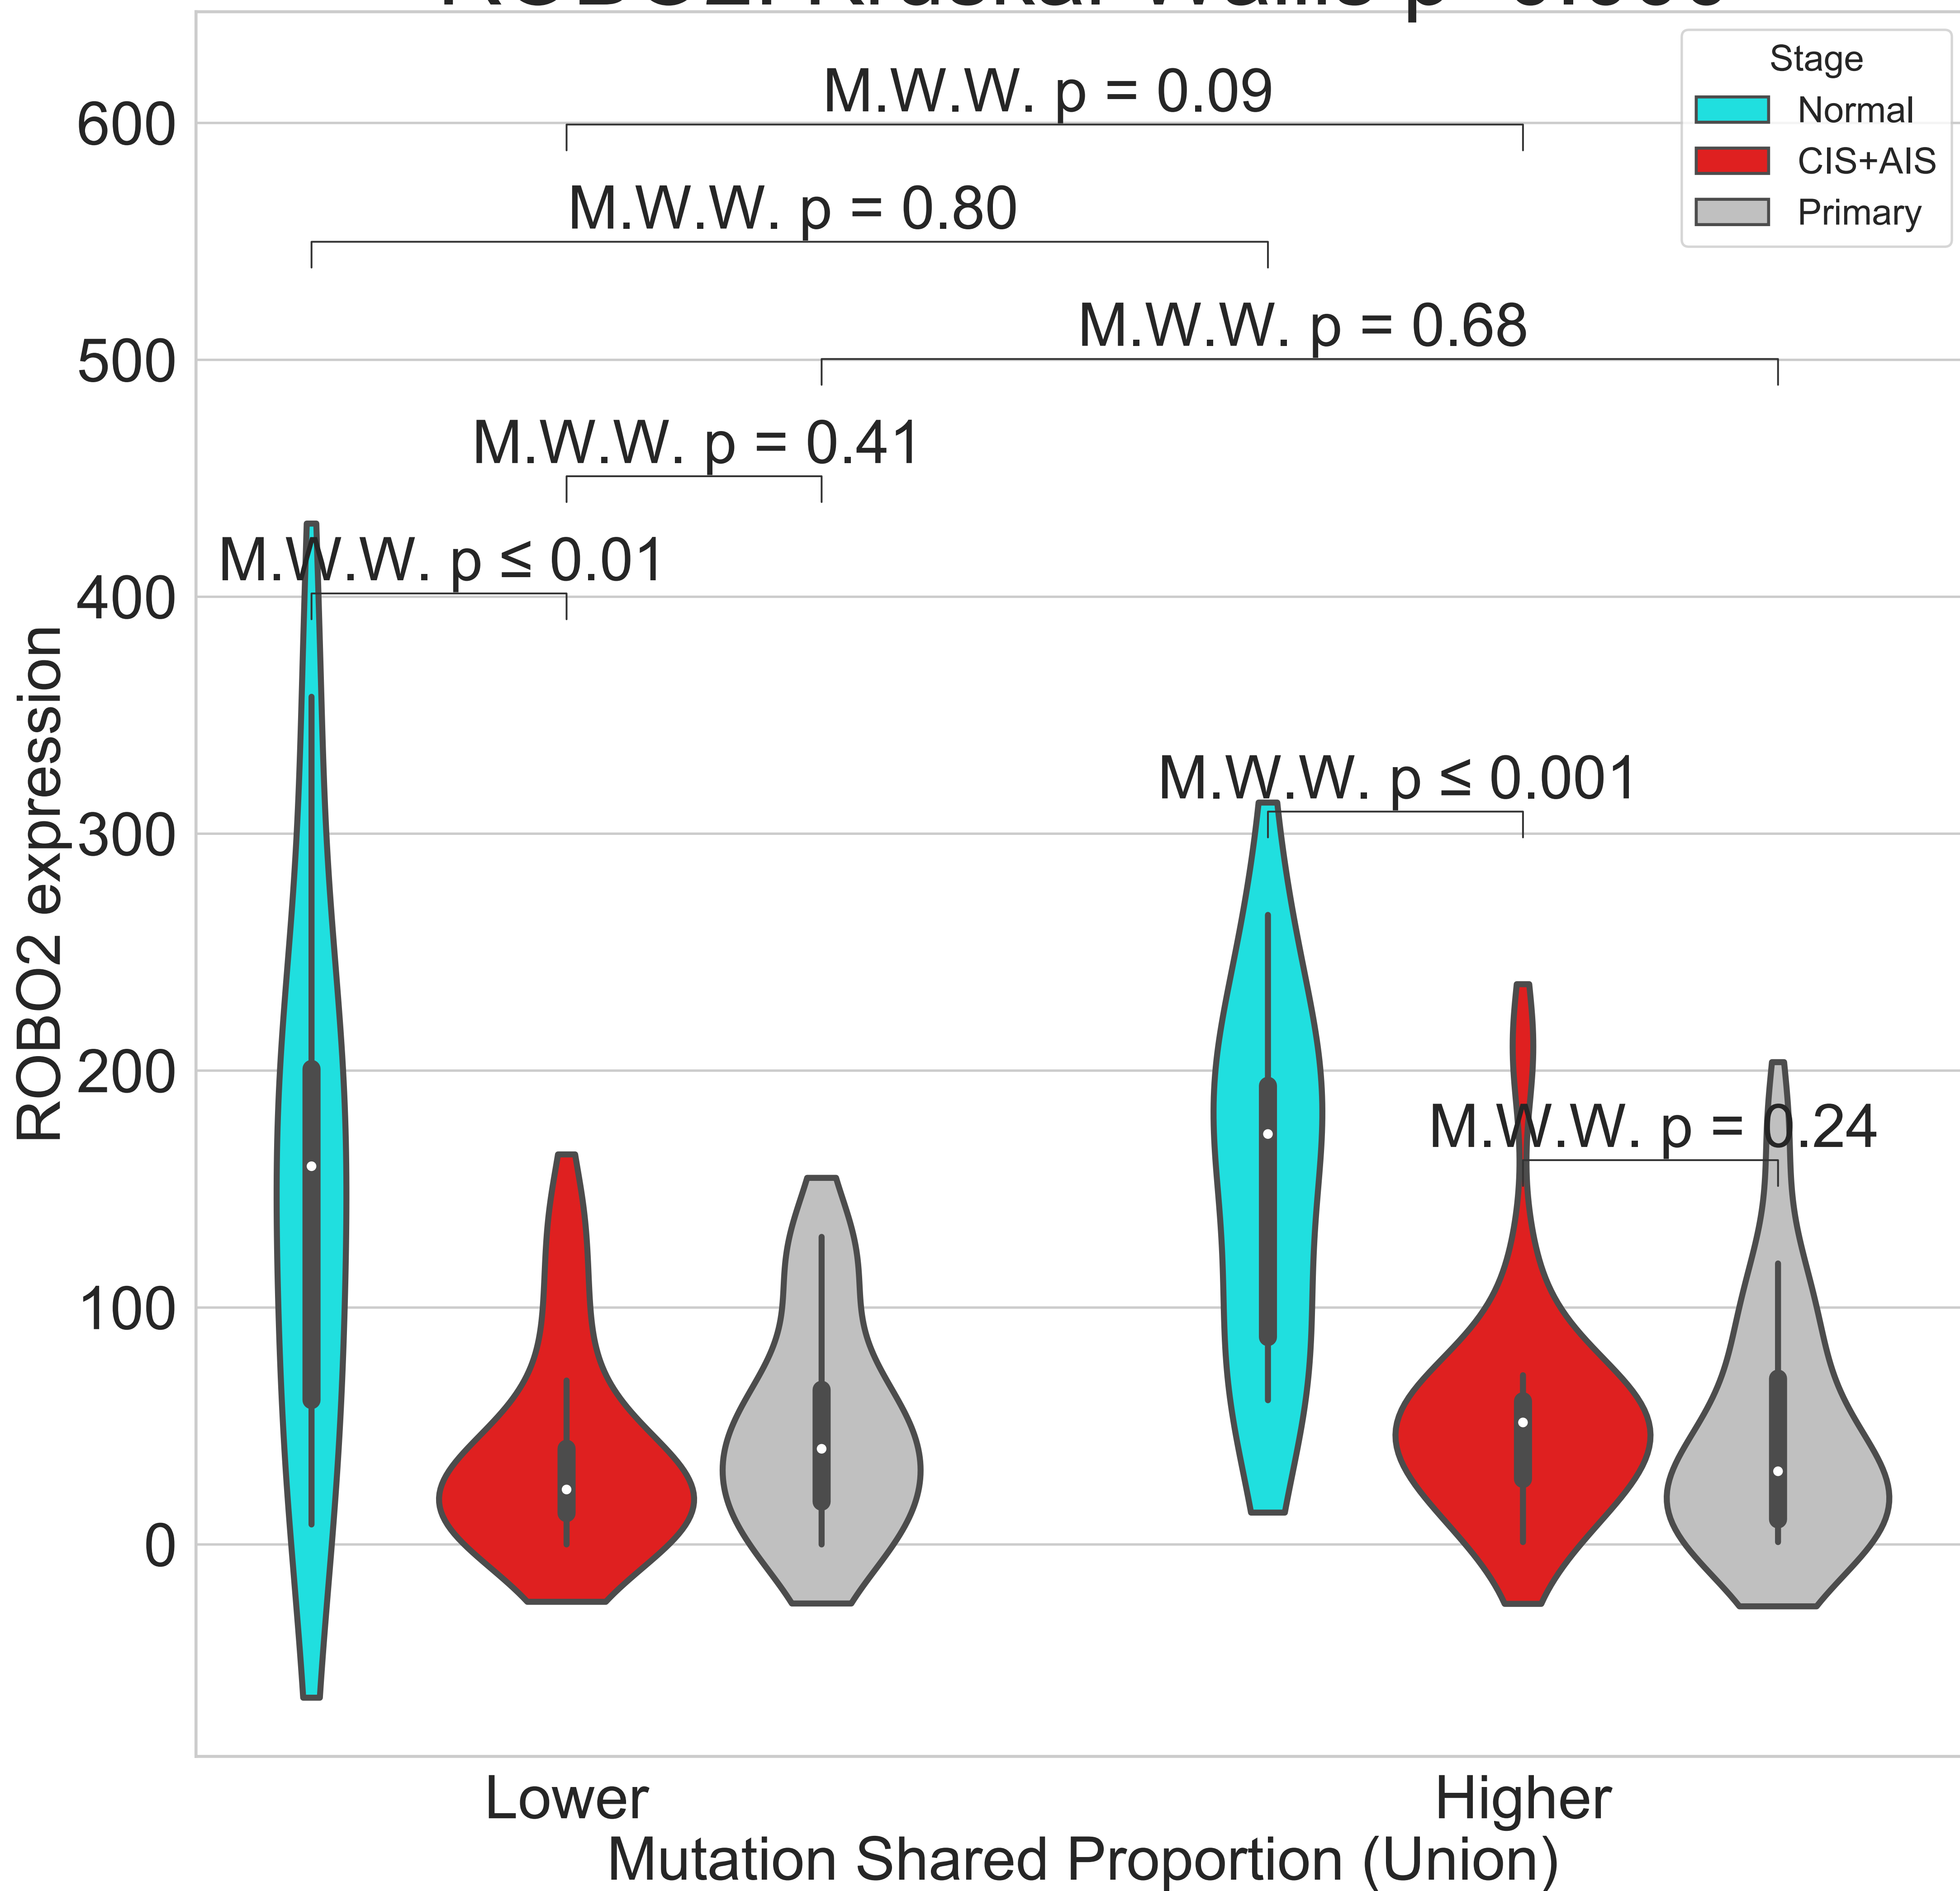 Stage
Normal
CIS+AIS
Primary
M.W.W. p = 0.09
M.W.W. p = 0.80
M.W.W. p = 0.68
M.W.W. p = 0.41
M.W.W. p ≤ 0.01
M.W.W. p ≤ 0.001
M.W.W. p = 0.24
600
500
400
300
200
100
0
ROBO2 expression
Lower
Higher
Mutation Shared Proportion (Union)